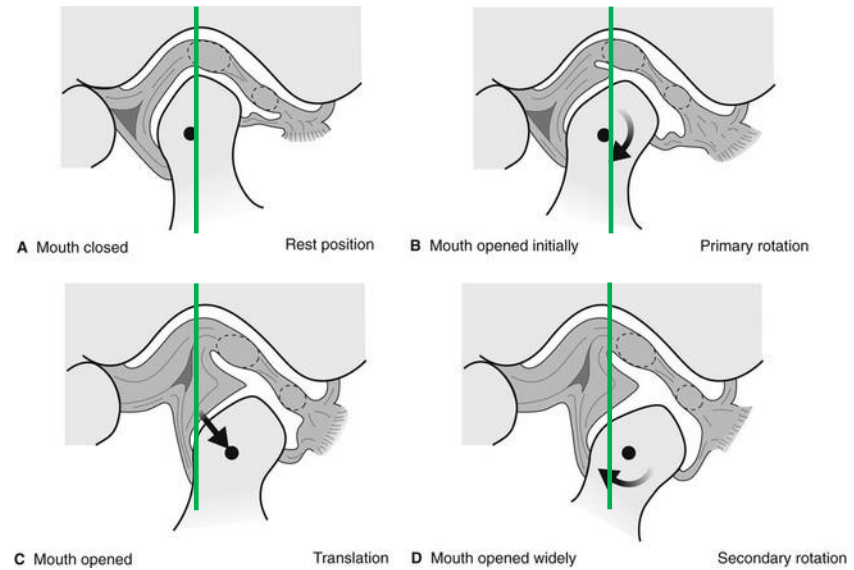 A Mouth closed Rest position
B Mouth opened initially Primary rotation
C Mouth opened Translation
D Mouth opened widely Secondary rotation